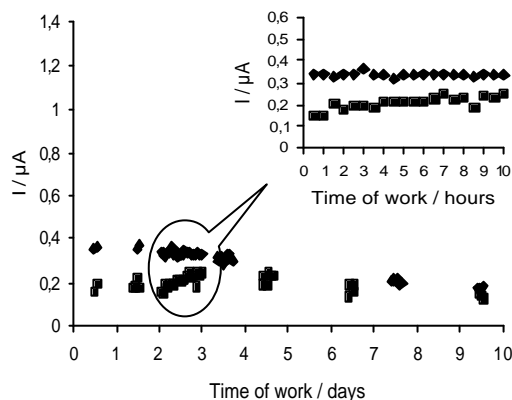 I / µA
1,4
1,2
1
0,8
0,6
0,4
0,2
0
0 1 2 3 4 5 6 7 8 9 10
Time of work / days
I / µA
0,6
0,5
0,4
0,3
0,2
0,1
0
0 1 2 3 4 5 6 7 8 9 10
Time of work / hours